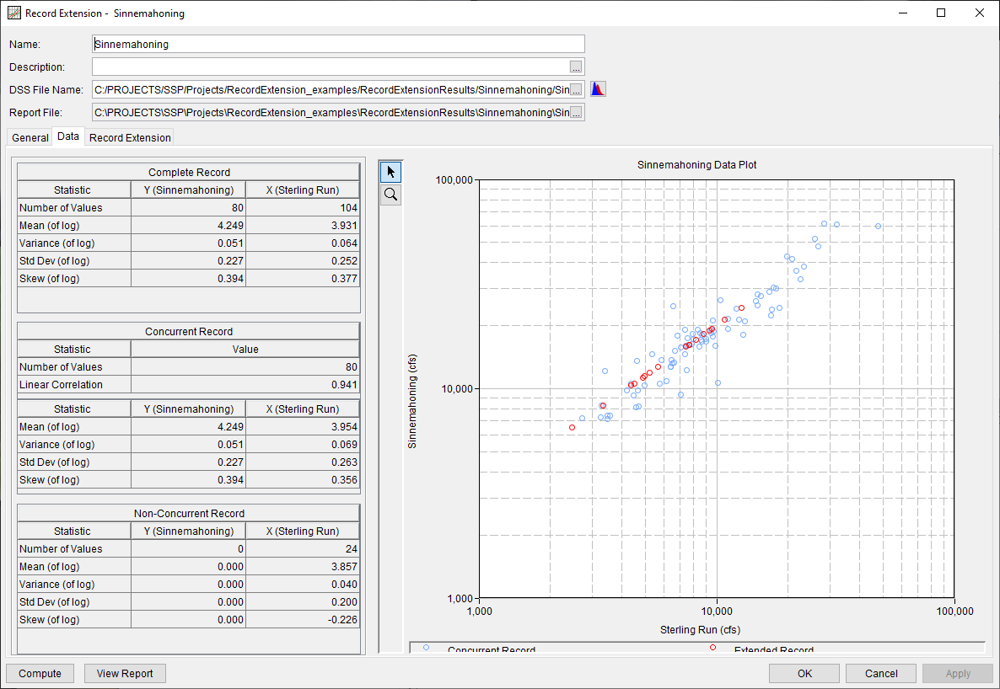 Record Extension - Sinnemahoning
Name: Sinnemahoning
Description: ...
DSS File Name: C:/PROJECTS/SSP/Projects/RecordExtension_examples/RecordExtensionResults/Sinnemahoning/Sin ...
Report File: C:\PROJECTS\SSP\Projects\RecordExtension_examples\RecordExtensionResults\Sinnemahoning\Sin ...
General Data Record Extension
Complete Record
Statistic Y (Sinnemahoning) X (Sterling Run)
Number of Values 80 104
Mean (of log) 4.249 3.931
Variance (of log) 0.051 0.064
Std Dev (of log) 0.227 0.252
Skew (of log) 0.394 0.377
Concurrent Record
Statistic Value
Number of Values 80
Linear Correlation 0.941
Statistic Y (Sinnemahoning) X (Sterling Run)
Mean (of log) 4.249 3.954
Variance (of log) 0.051 0.069
Std Dev (of log) 0.227 0.263
Skew (of log) 0.394 0.356
Non-Concurrent Record
Statistic Y (Sinnemahoning) X (Sterling Run)
Number of Values 0 24
Mean (of log) 0.000 3.857
Variance (of log) 0.000 0.040
Std Dev (of log) 0.000 0.200
Skew (of log) 0.000 -0.226
Sinnemahoning Data Plot
100,000
10,000
1,000
Sinnemahoning (cfs)
1,000 10,000 100,000
Sterling Run (cfs)
Concurrent Record Extended Record
Compute View Report OK Cancel Apply